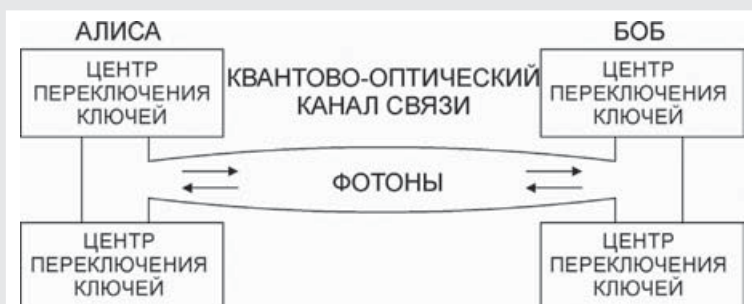 АЛИСА
БОБ
ЦЕНТР
ПЕРЕКЛЮЧЕНИЯ
КЛЮЧЕЙ
КВАНТОВО-ОПТИЧЕСКИЙ
КАНАЛ СВЯЗИ
ЦЕНТР
ПЕРЕКЛЮЧЕНИЯ
КЛЮЧЕЙ
ФОТОНЫ
ЦЕНТР
ПЕРЕКЛЮЧЕНИЯ
КЛЮЧЕЙ
ЦЕНТР
ПЕРЕКЛЮЧЕНИЯ
КЛЮЧЕЙ